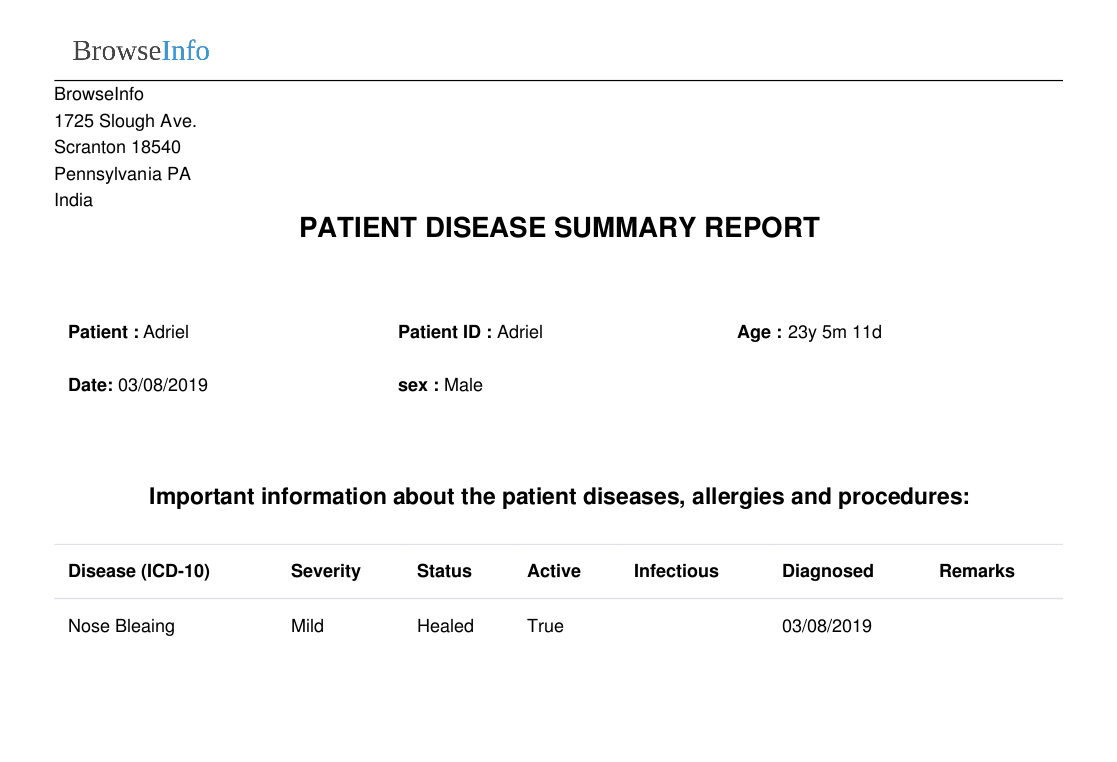 BrowseInfo
BrowseInfo
1725 Slough Ave.
Scranton 18540
Pennsylvania PA
India
PATIENT DISEASE SUMMARY REPORT
Patient : Adriel Patient ID : Adriel Age : 23y 5m 11d
Date: 03/08/2019 sex : Male
Important information about the patient diseases, allergies and procedures:
Disease (ICD-10) Severity Status Active Infectious Diagnosed Remarks
Nose Bleaing Mild Healed True 03/08/2019